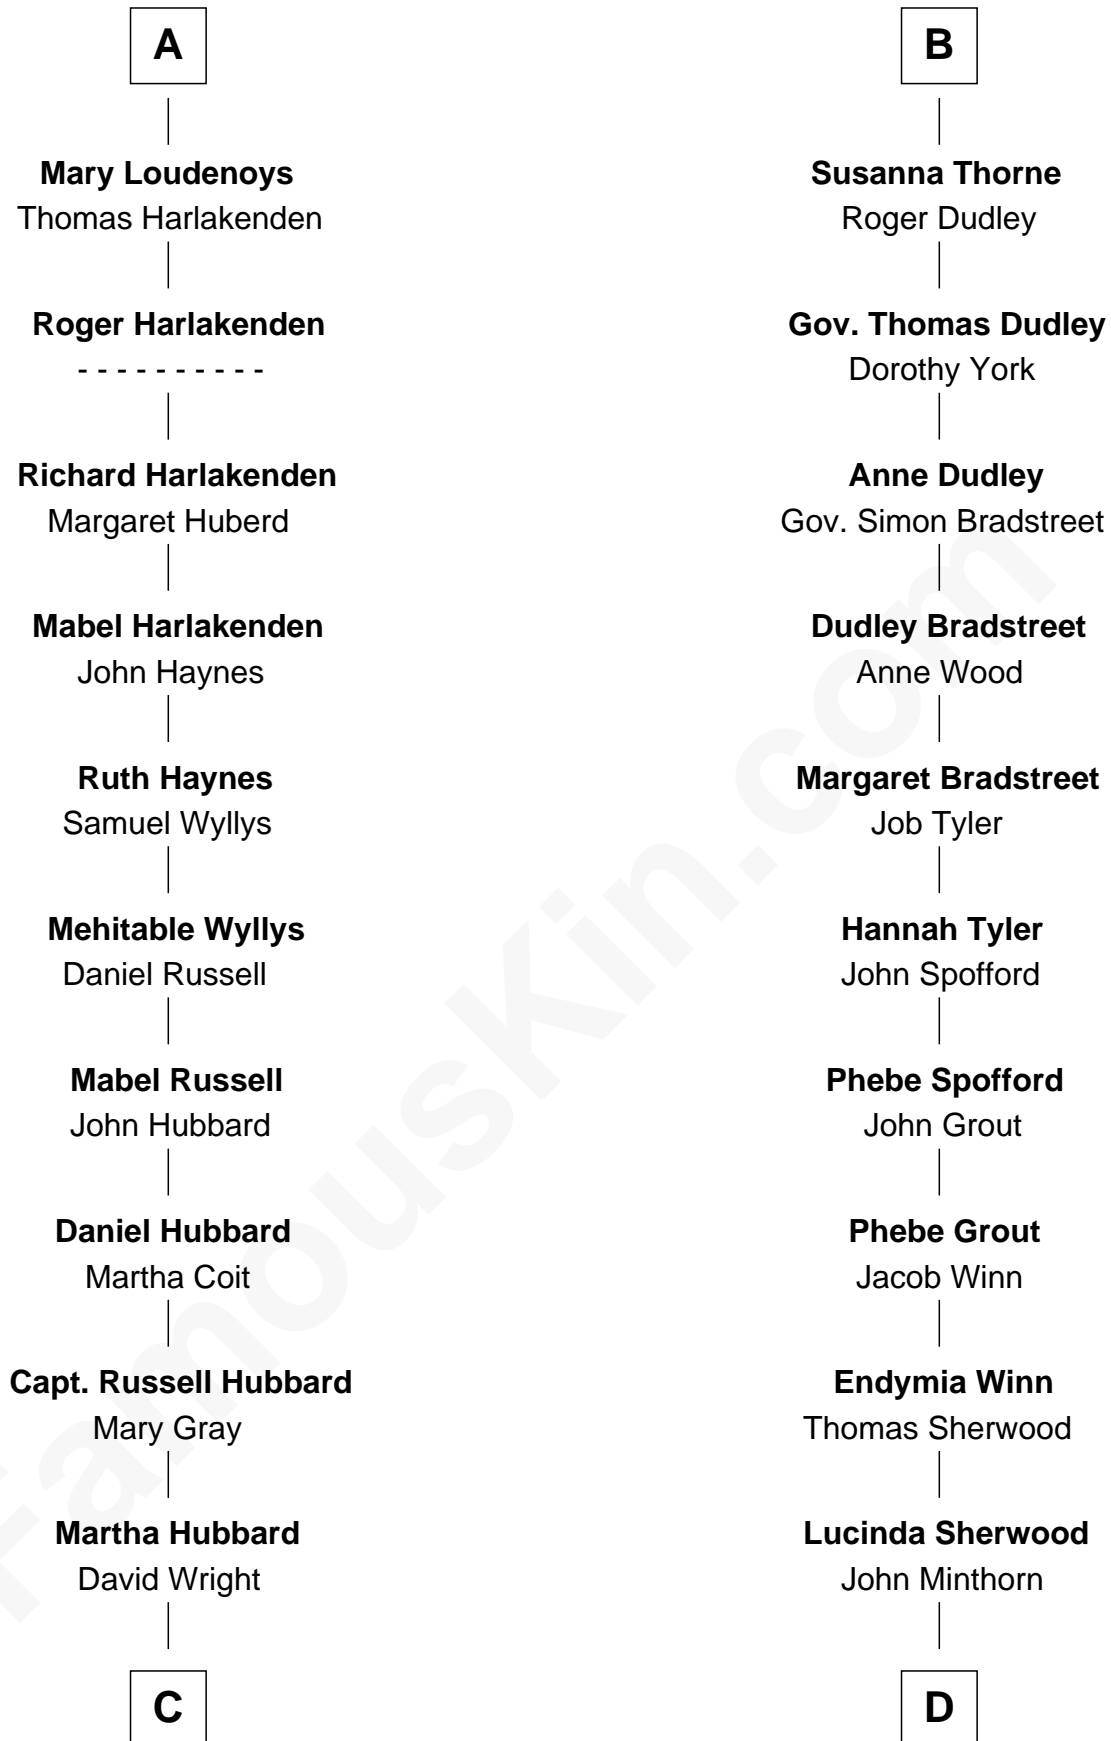 A
Mary Loudenoys
Thomas Harlakenden
Roger Harlakenden
- - - - - - - - - -
Richard Harlakenden
Margaret Huberd
Mabel Harlakenden
John Haynes
Ruth Haynes
Samuel Wyllys
Mehitable Wyllys
Daniel Russell
Mabel Russell
John Hubbard
Daniel Hubbard
Martha Coit
Capt. Russell Hubbard
Mary Gray
Martha Hubbard
David Wright
C
B
Susanna Thorne
Roger Dudley
Gov. Thomas Dudley
Dorothy York
Anne Dudley
Gov. Simon Bradstreet
Dudley Bradstreet
Anne Wood
Margaret Bradstreet
Job Tyler
Hannah Tyler
John Spofford
Phebe Spofford
John Grout
Phebe Grout
Jacob Winn
Endymia Winn
Thomas Sherwood
Lucinda Sherwood
John Minthorn
D
FamousKin.com